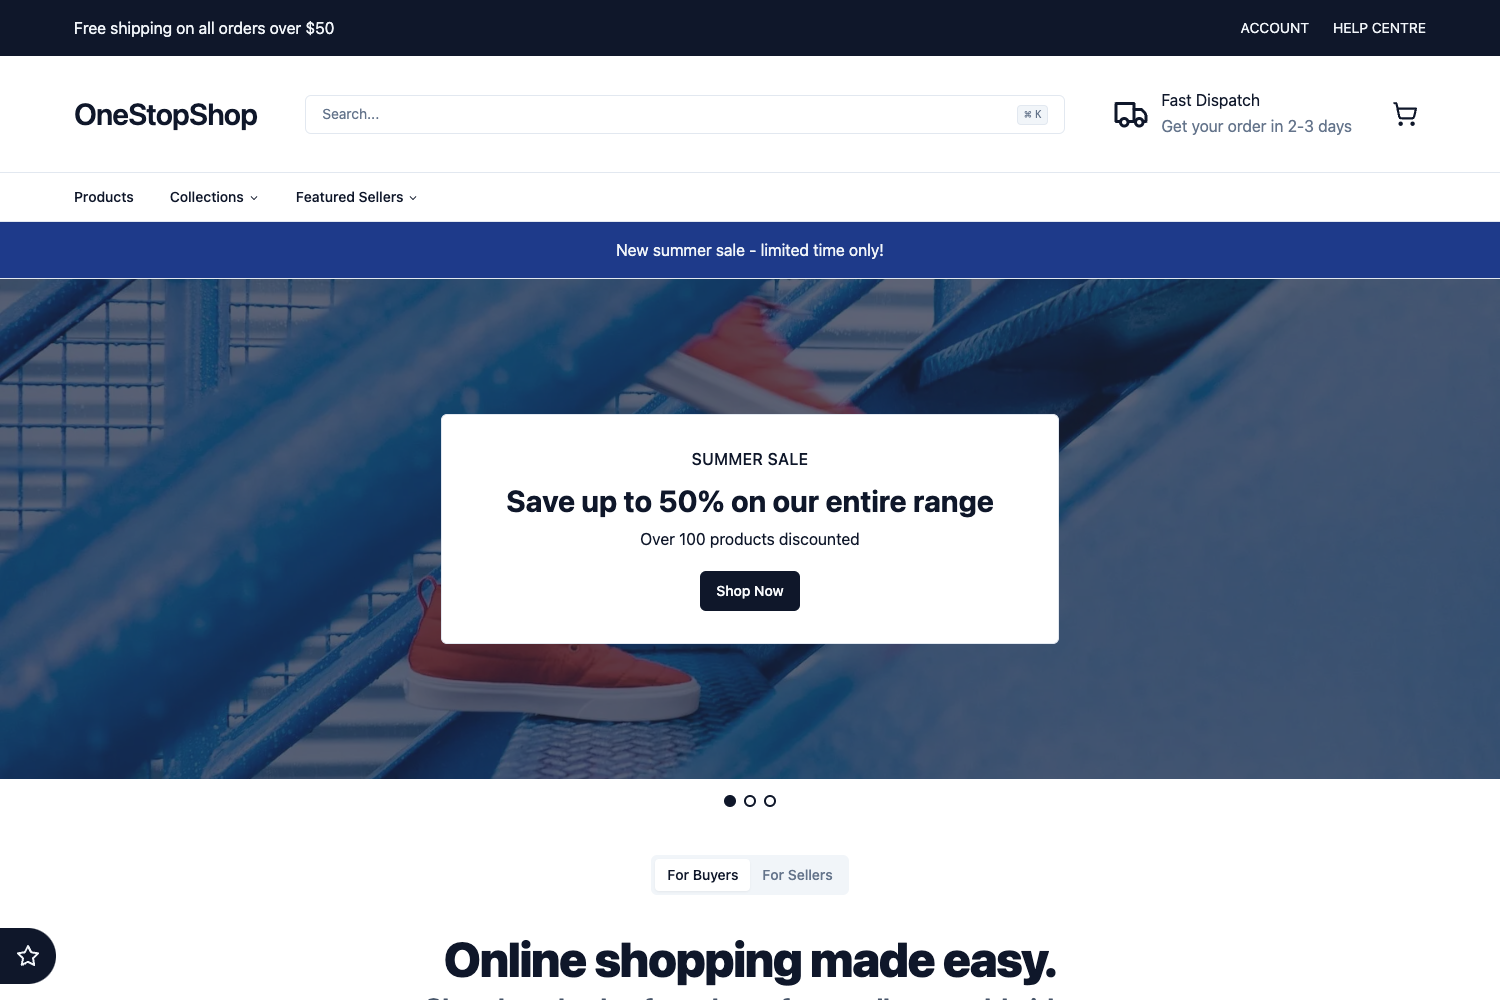 Free shipping on all orders over $50
ACCOUNT
HELP CENTRE
OneStopShop
Search...
⌘ K
Fast Dispatch
Get your order in 2-3 days
Products
Collections
Featured Sellers
New summer sale - limited time only!
SUMMER SALE
Save up to 50% on our entire range
Over 100 products discounted
Shop Now
For Buyers
For Sellers
Online shopping made easy.